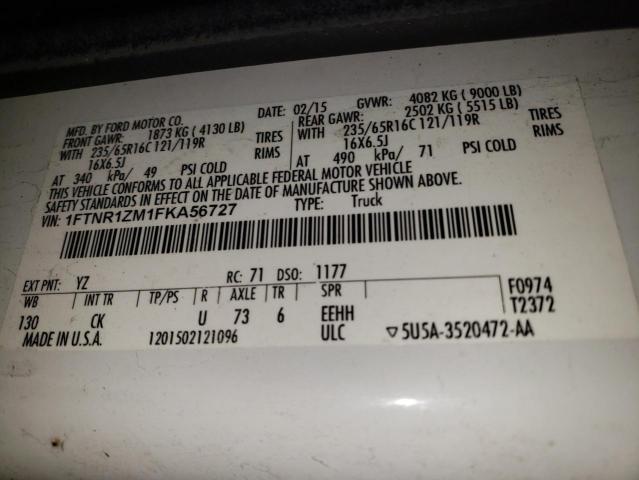 MFD. BY FORD MOTOR CO. DATE: 02/15 GVWR: 4082 KG ( 9000 LB)
FRONT GAWR: 1873 KG ( 4130 LB) REAR GAWR: 2502 KG ( 5515 LB)
WITH 235/65R16C 121/119R TIRES WITH 235/65R16C 121/119R TIRES
16X6.5J RIMS 16X6.5J RIMS
AT 340 kPa/ 49 PSI COLD AT 490 kPa/ 71 PSI COLD
THIS VEHICLE CONFORMS TO ALL APPLICABLE FEDERAL MOTOR VEHICLE
SAFETY STANDARDS IN EFFECT ON THE DATE OF MANUFACTURE SHOWN ABOVE.
VIN: 1FTNR1ZM1FKA56727 TYPE: Truck
EXT PNT: YZ RC: 71 DSO: 1177
WB INT TR TP/PS R AXLE TR SPR F0974
130 CK U 73 6 EEHH T2372
MADE IN U.S.A. 1201502121096 ULC ▽5U5A-3520472-AA